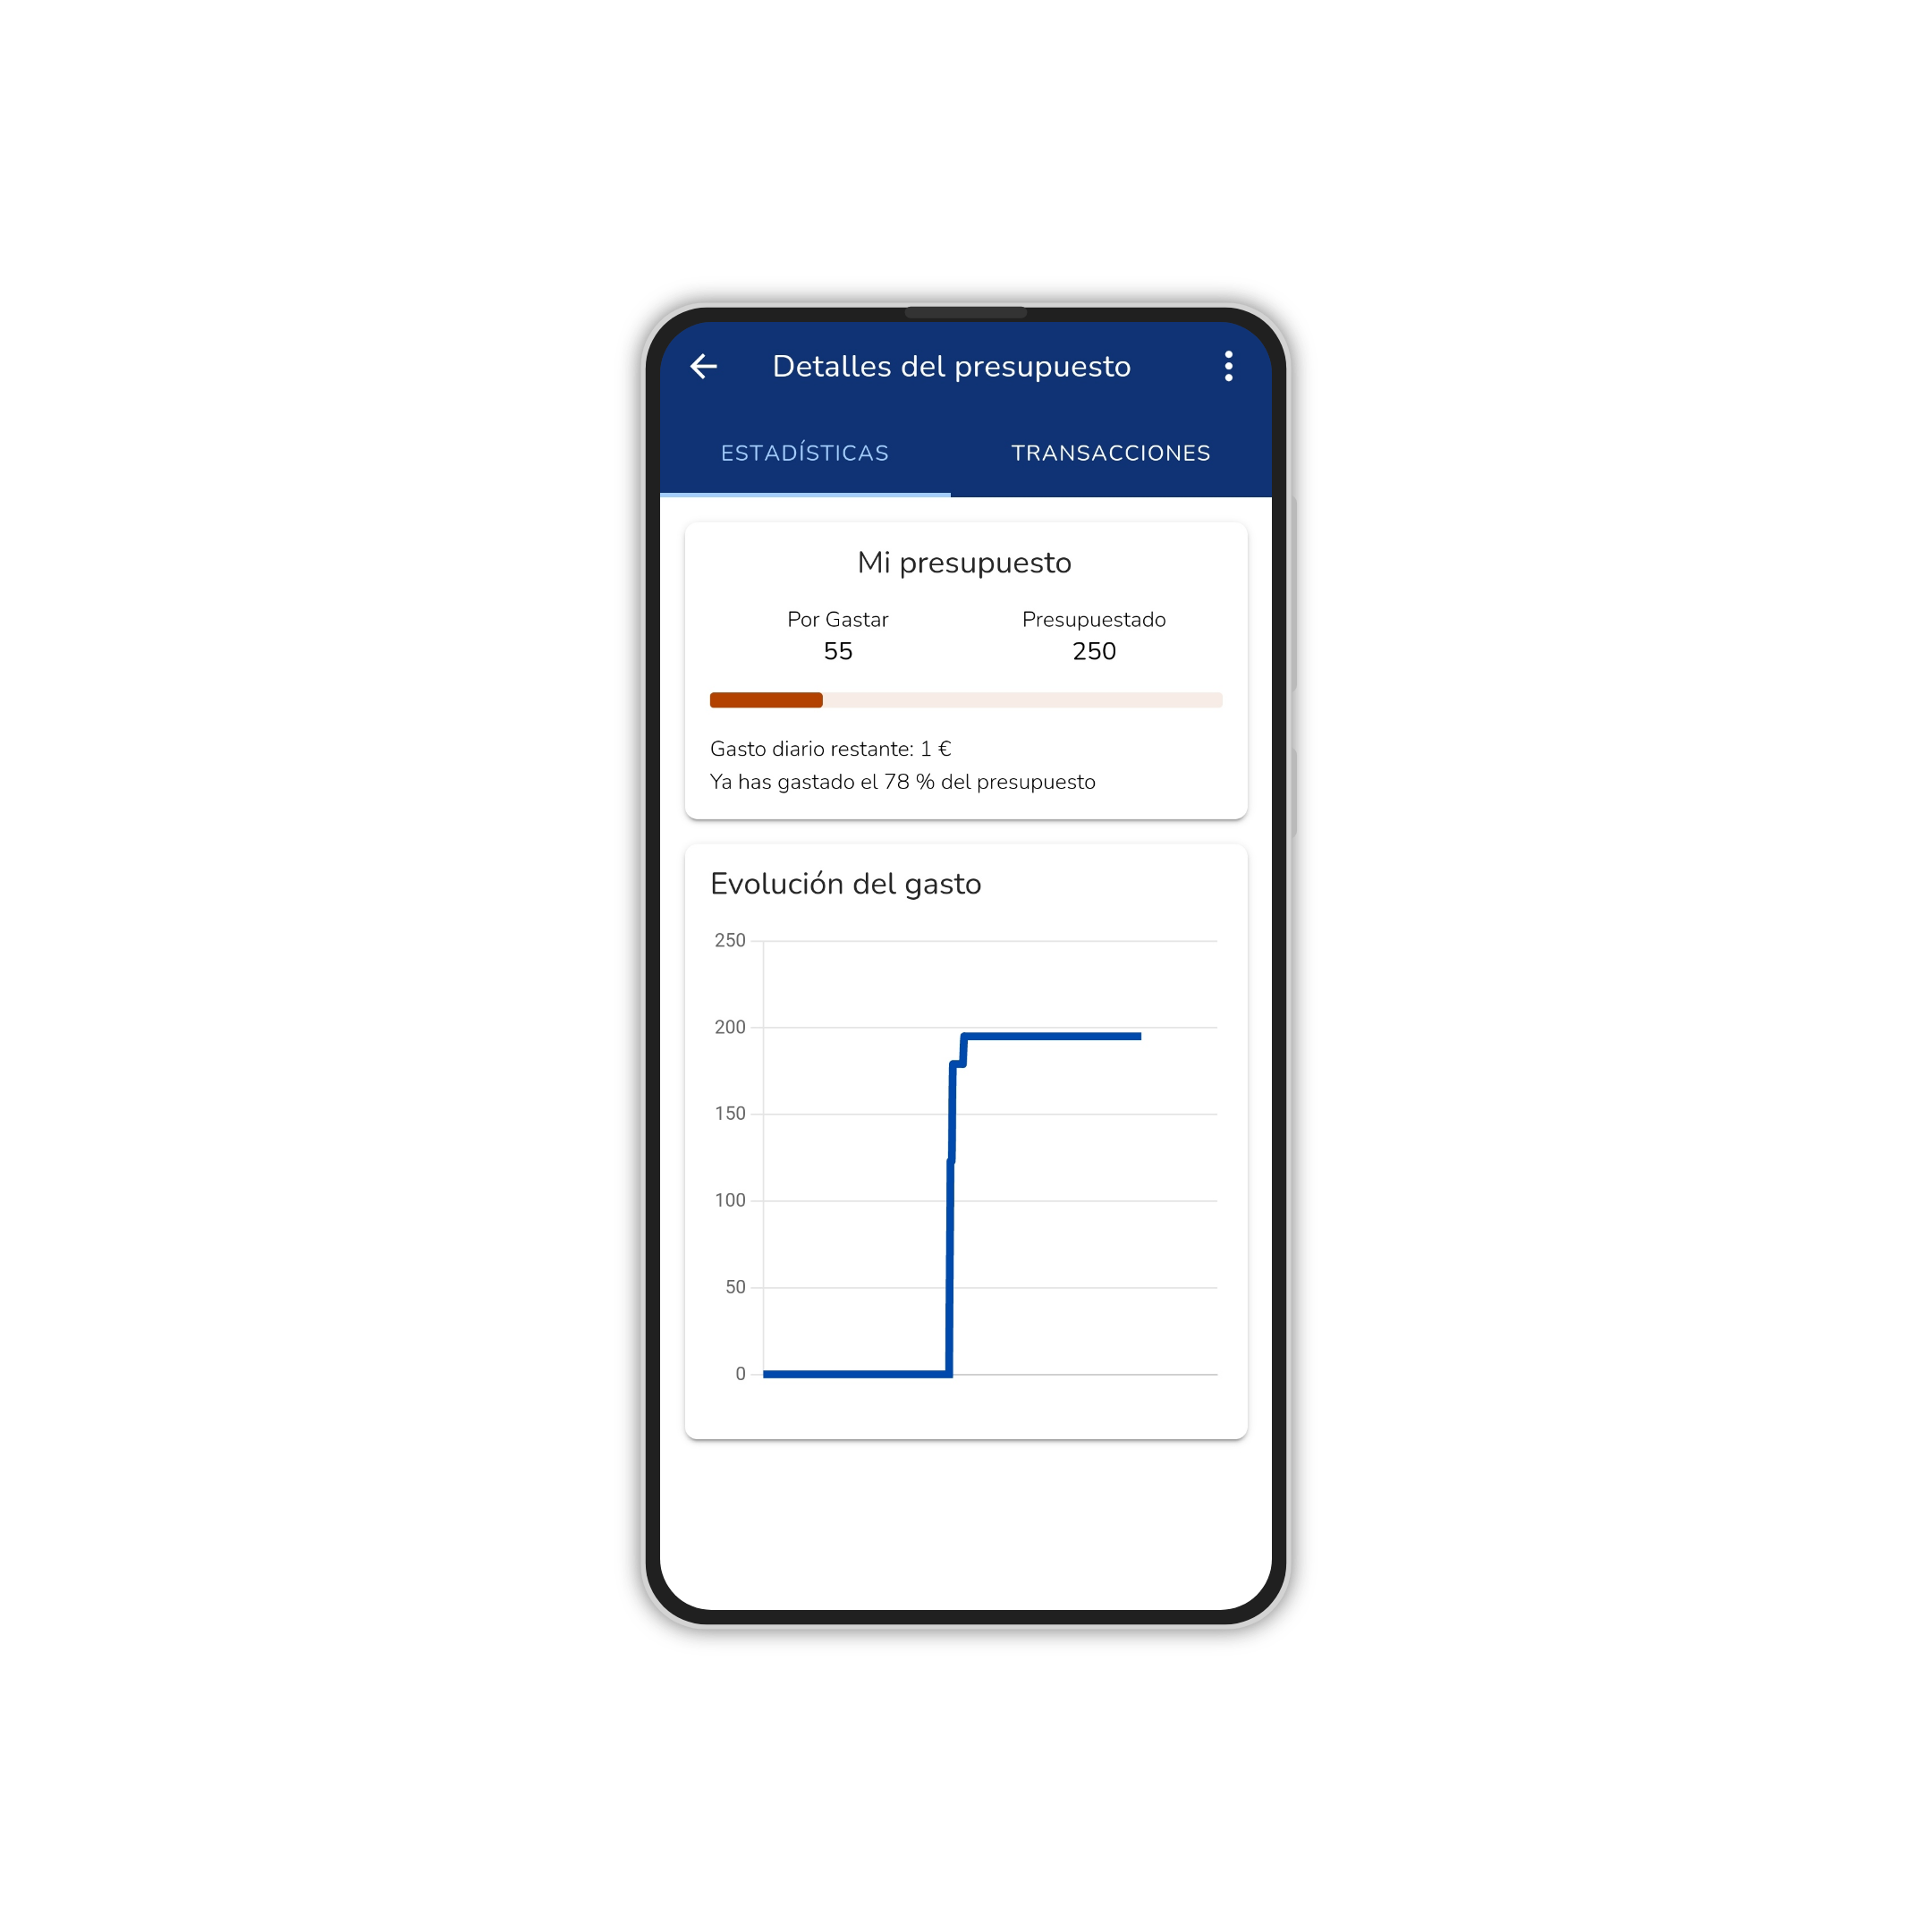 Detalles del presupuesto
ESTADÍSTICAS TRANSACCIONES
Mi presupuesto
Por Gastar Presupuestado
55 250
Gasto diario restante: 1 €
Ya has gastado el 78 % del presupuesto
Evolución del gasto
250
200
150
100
50
0